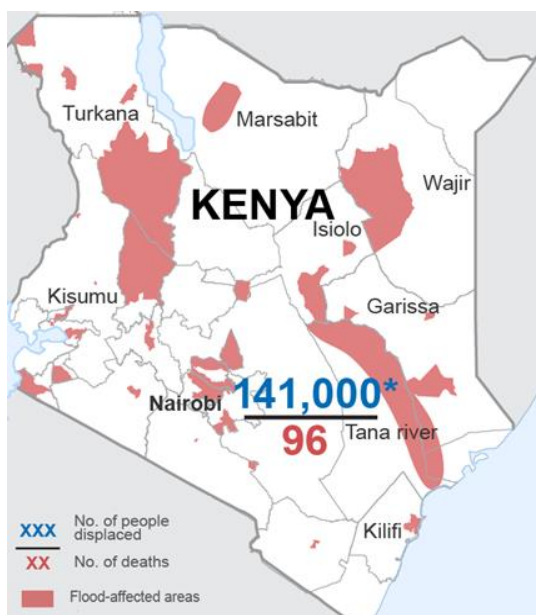 Turkana
Marsabit
Wajir
KENYA
Isiolo
Kisumu
Garissa
Nairobi
141,000*
96
Tana river
Kilifi
XXX
No. of people
displaced
XX
No. of deaths
Flood-affected areas